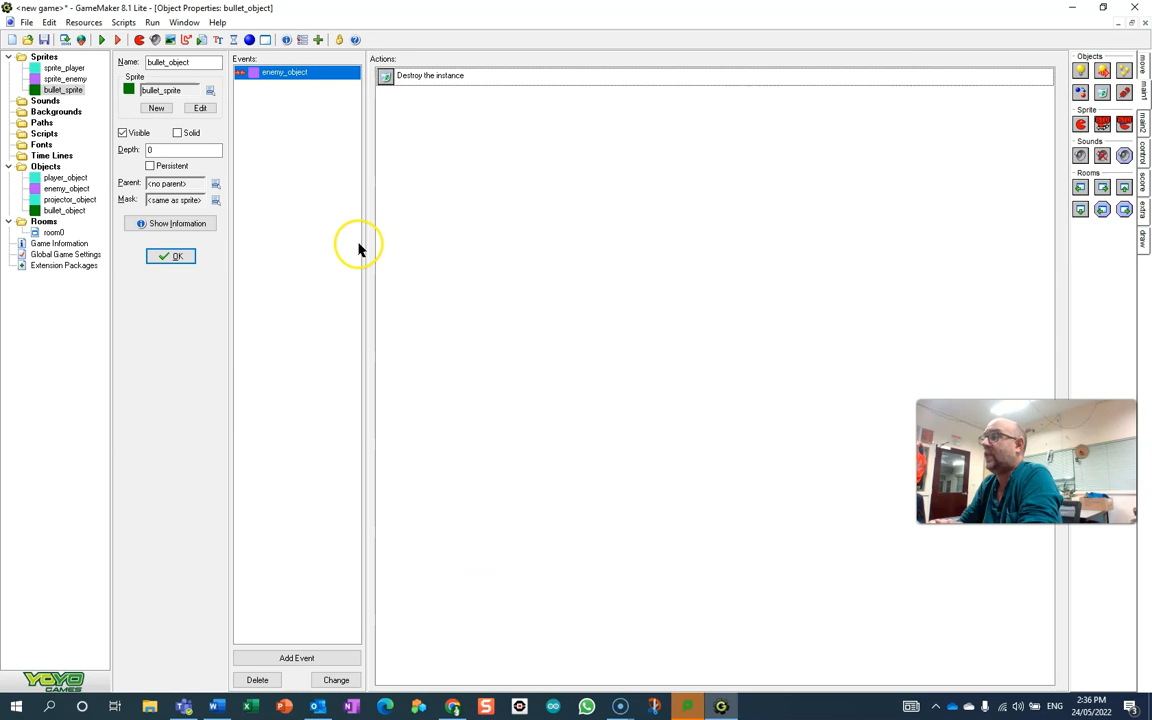 <new game>* - GameMaker 8.1 Lite - [Object Properties: bullet_object]
File Edit Resources Scripts Run Window Help
Sprites
sprite_player
sprite_enemy
bullet_sprite
Sounds
Backgrounds
Paths
Scripts
Fonts
Time Lines
Objects
player_object
enemy_object
projector_object
bullet_object
Rooms
room0
Game Information
Global Game Settings
Extension Packages
YOYO
GAMES
Name: bullet_object
Sprite
bullet_sprite
New Edit
Visible Solid
Depth: 0
Persistent
Parent: <no parent>
Mask: <same as sprite>
Show Information
OK
Events:
enemy_object
Add Event
Delete Change
Actions:
Destroy the instance
Objects
Sprite
Sounds
Rooms
move
main1
main2
control
score
extra
draw
ENG
2:36 PM
24/05/2022